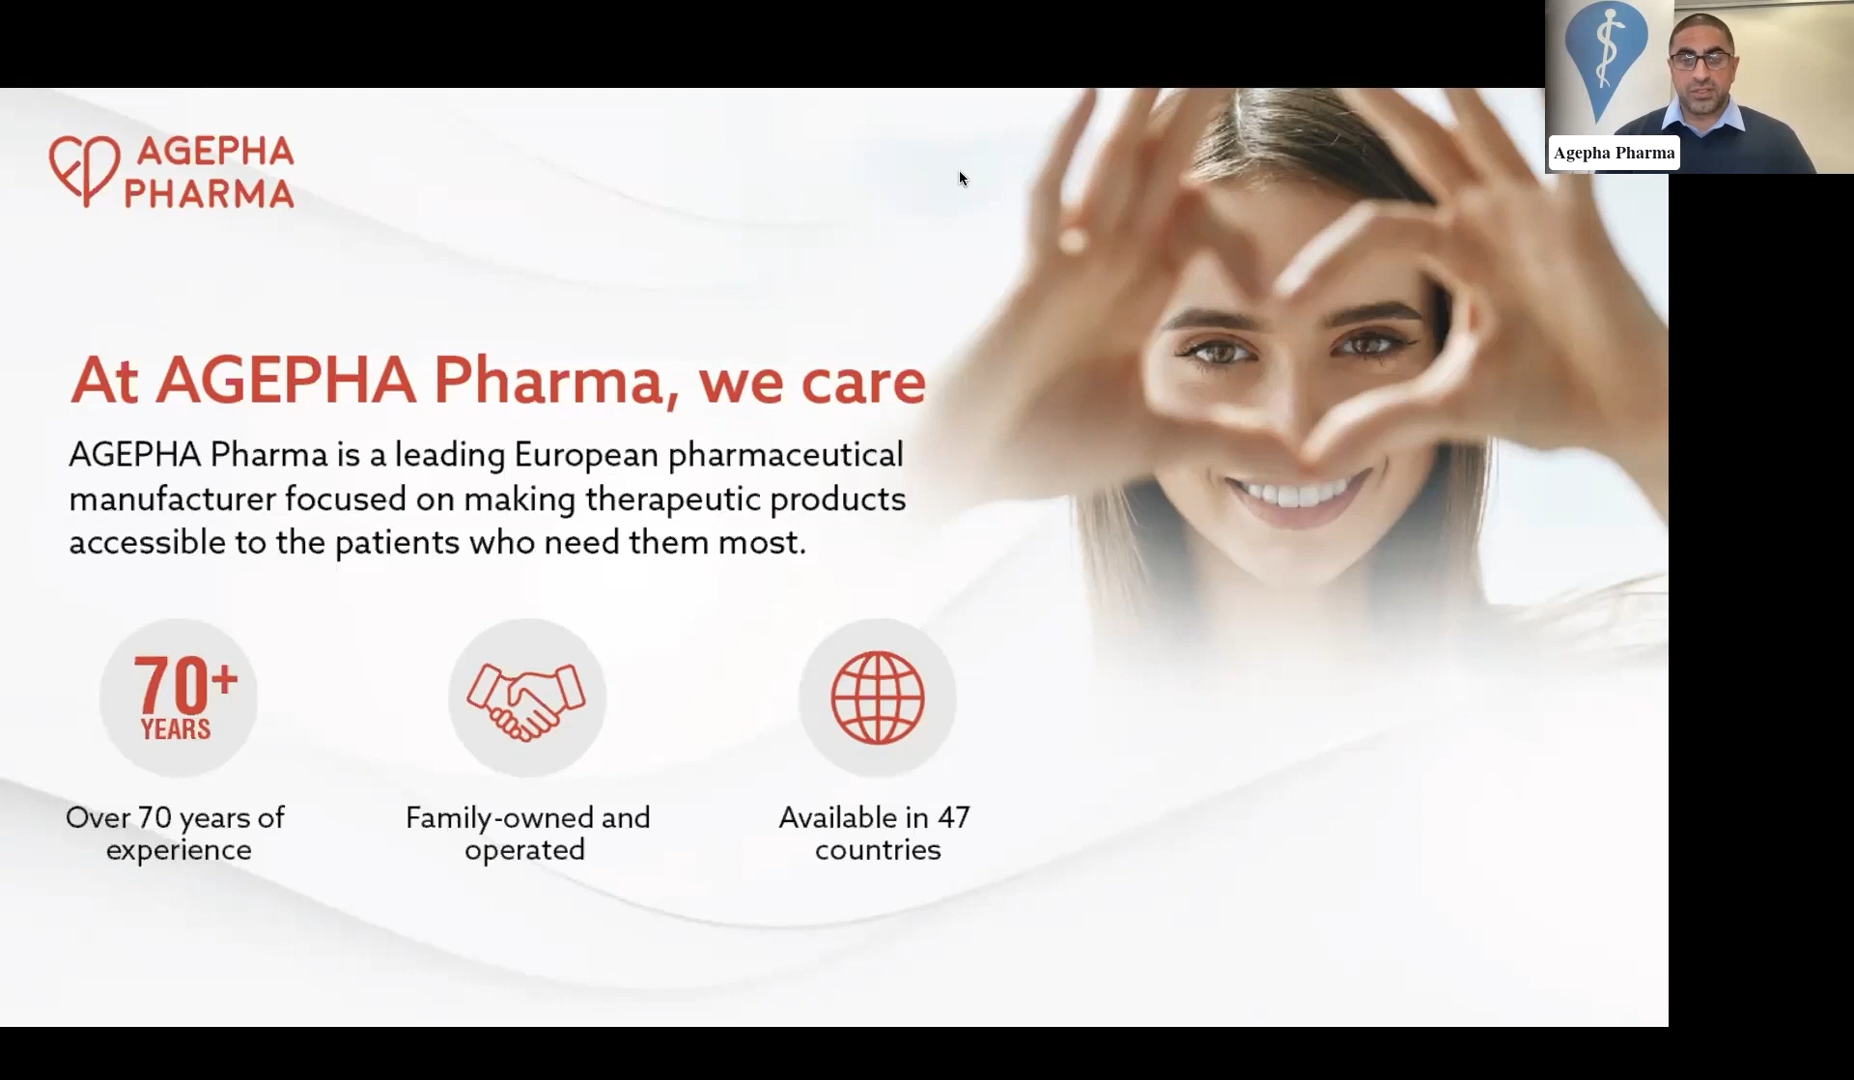 AGEPHA
PHARMA
Agepha Pharma
At AGEPHA Pharma, we care
AGEPHA Pharma is a leading European pharmaceutical
manufacturer focused on making therapeutic products
accessible to the patients who need them most.
70+
YEARS
Over 70 years of
experience
Family-owned and
operated
Available in 47
countries